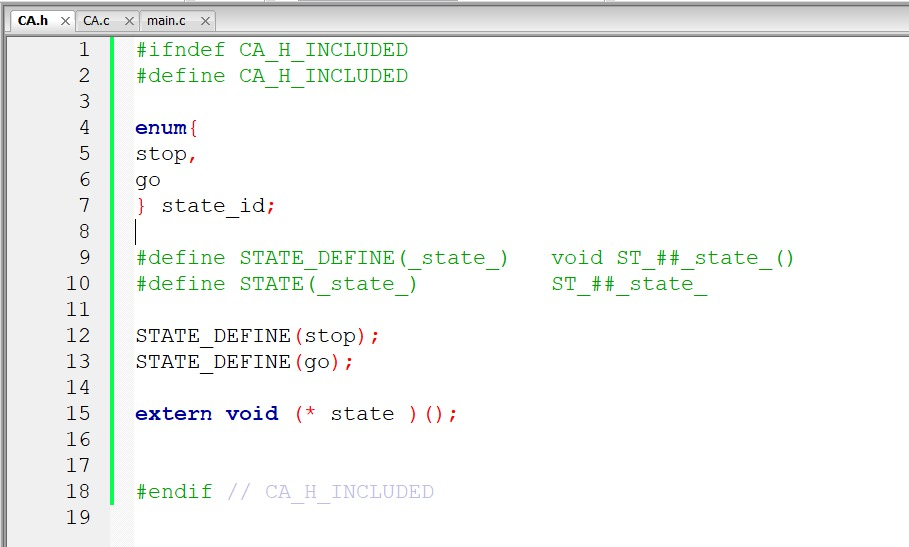 CA.h × CA.c × main.c ×
1 #ifndef CA_H_INCLUDED
2 #define CA_H_INCLUDED
3
4 enum{
5 stop,
6 go
7 } state_id;
8
9 #define STATE_DEFINE(_state_)   void ST_##_state_()
10 #define STATE(_state_)          ST_##_state_
11
12 STATE_DEFINE(stop);
13 STATE_DEFINE(go);
14
15 extern void (* state )();
16
17
18 #endif // CA_H_INCLUDED
19